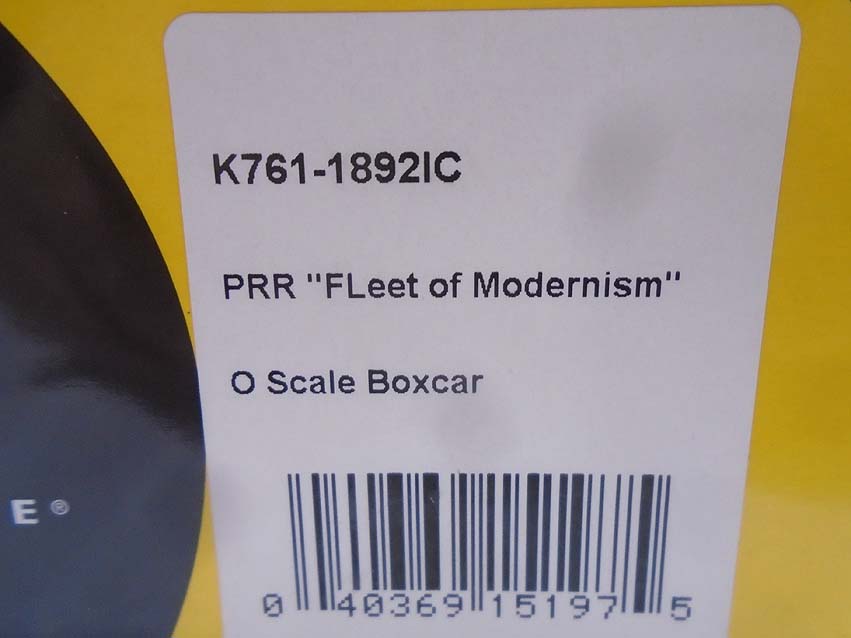 K761-1892IC
PRR "FLeet of Modernism"
O Scale Boxcar
E®
0 40369 15197 5